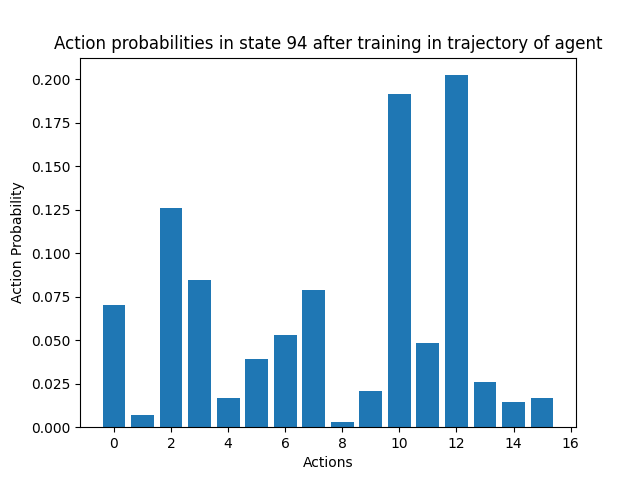 Action probabilities in state 94 after training in trajectory of agent
0.200
0.175
0.150
0.125
0.100
0.075
0.050
0.025
0.000
Action Probability
0 2 4 6 8 10 12 14 16
Actions